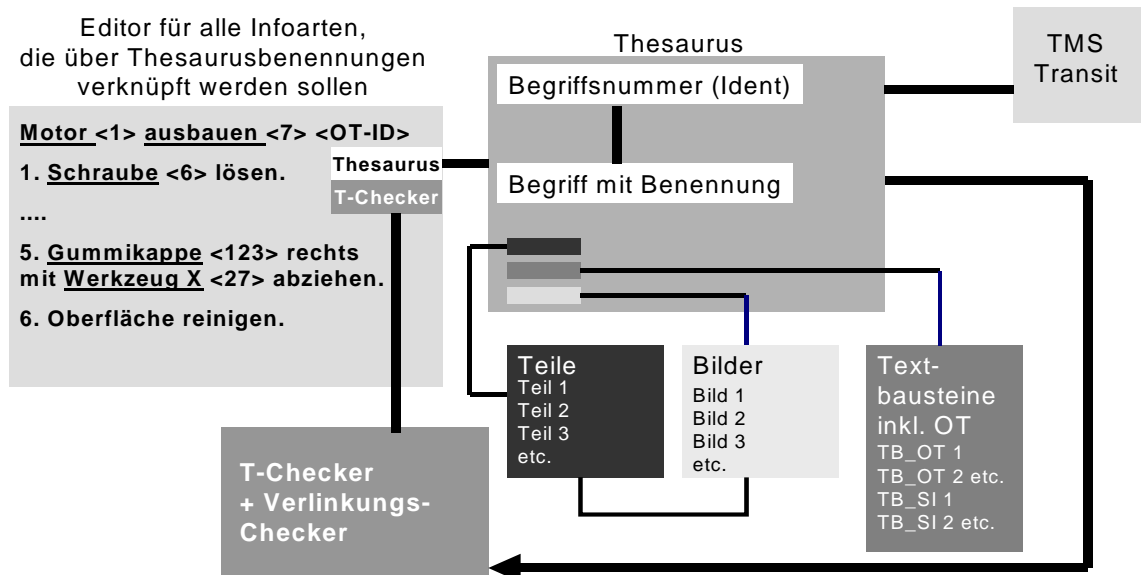 Editor für alle Infoarten,
die über Thesaurusbenennungen
verknüpft werden sollen
Motor <1> ausbauen <7> <OT-ID>
1. Schraube <6> lösen.
....
5. Gummikappe <123> rechts
mit Werkzeug X <27> abziehen.
6. Oberfläche reinigen.
Thesaurus
T-Checker
Thesaurus
Begriffsnummer (Ident)
Begriff mit Benennung
TMS
Transit
Teile
Teil 1
Teil 2
Teil 3
etc.
Bilder
Bild 1
Bild 2
Bild 3
etc.
Text-
bausteine
inkl. OT
TB_OT 1
TB_OT 2 etc.
TB_SI 1
TB_SI 2 etc.
T-Checker
+ Verlinkungs-
Checker